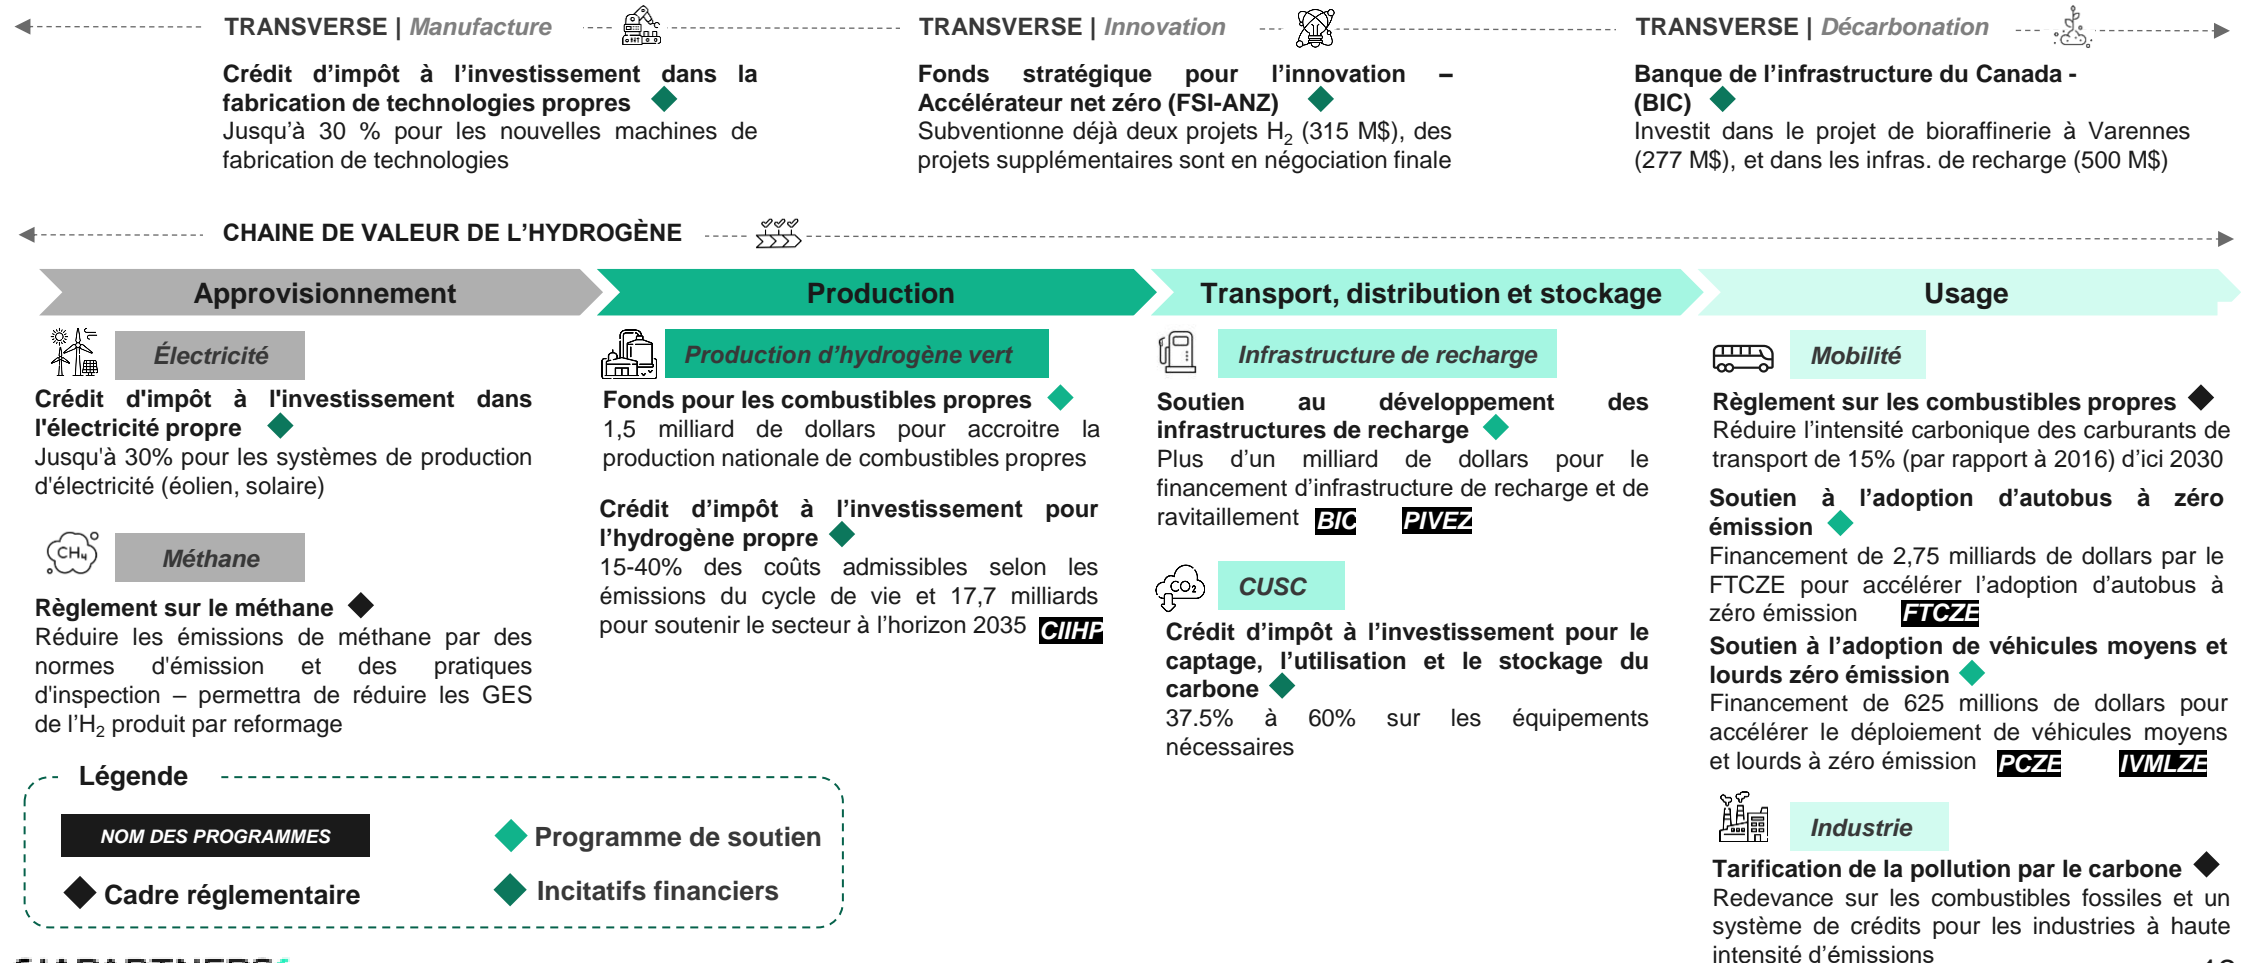 TRANSVERSE | Manufacture
Crédit d’impôt à l’investissement dans la
fabrication de technologies propres
Jusqu’à 30 % pour les nouvelles machines de
fabrication de technologies
TRANSVERSE | Innovation
Fonds stratégique pour l’innovation –
Accélérateur net zéro (FSI-ANZ)
Subventionne déjà deux projets H2 (315 M$), des
projets supplémentaires sont en négociation finale
TRANSVERSE | Décarbonation
Banque de l’infrastructure du Canada -
(BIC)
Investit dans le projet de bioraffinerie à Varennes
(277 M$), et dans les infras. de recharge (500 M$)
CHAINE DE VALEUR DE L’HYDROGÈNE
Approvisionnement
Électricité
Crédit d'impôt à l'investissement dans
l'électricité propre
Jusqu'à 30% pour les systèmes de production
d'électricité (éolien, solaire)
CH4
Méthane
Règlement sur le méthane
Réduire les émissions de méthane par des
normes d'émission et des pratiques
d'inspection – permettra de réduire les GES
de l’H2 produit par reformage
Production
Production d’hydrogène vert
Fonds pour les combustibles propres
1,5 milliard de dollars pour accroitre la
production nationale de combustibles propres
Crédit d’impôt à l’investissement pour
l’hydrogène propre
15-40% des coûts admissibles selon les
émissions du cycle de vie et 17,7 milliards
pour soutenir le secteur à l’horizon 2035 CIIHP
Transport, distribution et stockage
Infrastructure de recharge
Soutien au développement des
infrastructures de recharge
Plus d’un milliard de dollars pour le
financement d’infrastructure de recharge et de
ravitaillement BIC PIVEZ
CO2
CUSC
Crédit d’impôt à l’investissement pour le
captage, l’utilisation et le stockage du
carbone
37.5% à 60% sur les équipements
nécessaires
Usage
Mobilité
Règlement sur les combustibles propres
Réduire l’intensité carbonique des carburants de
transport de 15% (par rapport à 2016) d’ici 2030
Soutien à l’adoption d’autobus à zéro
émission
Financement de 2,75 milliards de dollars par le
FTCZE pour accélérer l’adoption d’autobus à
zéro émission FTCZE
Soutien à l’adoption de véhicules moyens et
lourds zéro émission
Financement de 625 millions de dollars pour
accélérer le déploiement de véhicules moyens
et lourds à zéro émission PCZE IVMLZE
Industrie
Tarification de la pollution par le carbone
Redevance sur les combustibles fossiles et un
système de crédits pour les industries à haute
intensité d’émissions
Légende
NOM DES PROGRAMMES
Programme de soutien
Cadre réglementaire
Incitatifs financiers